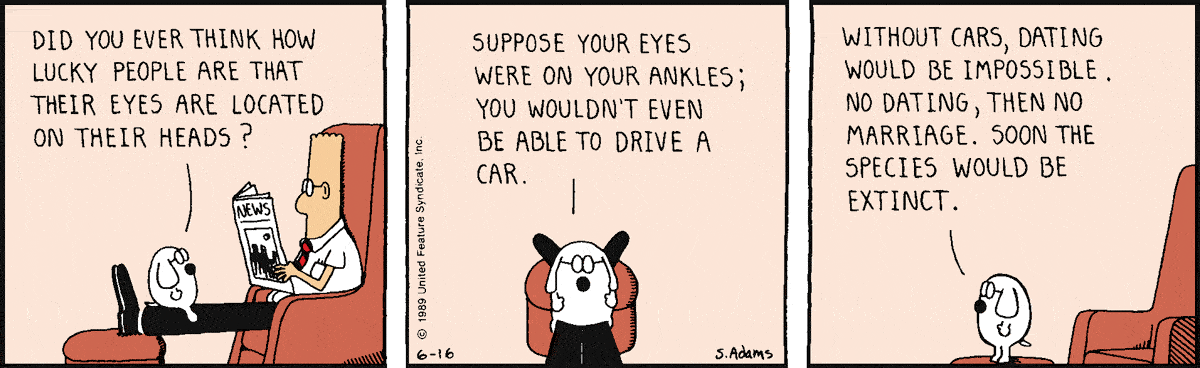 DID YOU EVER THINK HOW
LUCKY PEOPLE ARE THAT
THEIR EYES ARE LOCATED
ON THEIR HEADS?
NEWS
SUPPOSE YOUR EYES
WERE ON YOUR ANKLES;
YOU WOULDN'T EVEN
BE ABLE TO DRIVE A
CAR.
© 1989 United Feature Syndicate, Inc.
6-16
S. Adams
WITHOUT CARS, DATING
WOULD BE IMPOSSIBLE.
NO DATING, THEN NO
MARRIAGE. SOON THE
SPECIES WOULD BE
EXTINCT.